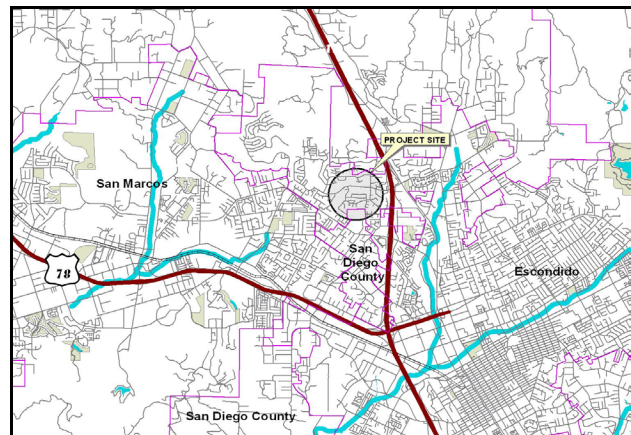 PROJECT SITE
San Marcos
San
Diego
County
Escondido
78
San Diego County